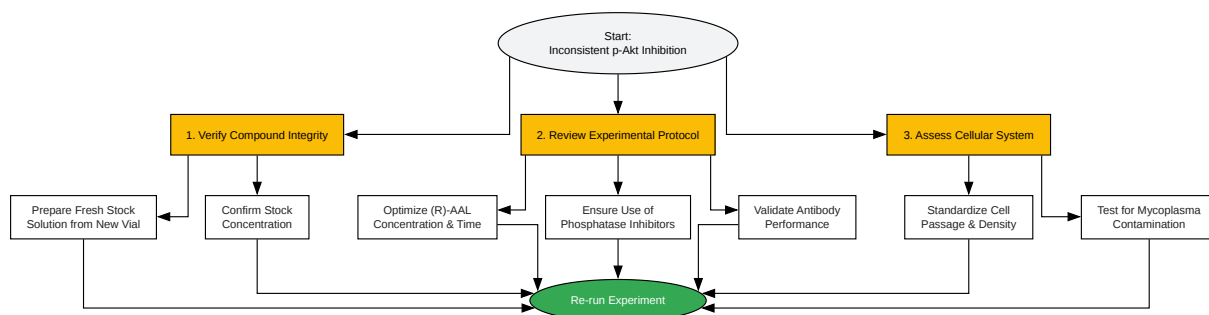 Start:
Inconsistent p-Akt Inhibition
1. Verify Compound Integrity
2. Review Experimental Protocol
3. Assess Cellular System
Prepare Fresh Stock
Solution from New Vial
Confirm Stock
Concentration
Optimize (R)-AAL
Concentration & Time
Ensure Use of
Phosphatase Inhibitors
Validate Antibody
Performance
Standardize Cell
Passage & Density
Test for Mycoplasma
Contamination
Re-run Experiment